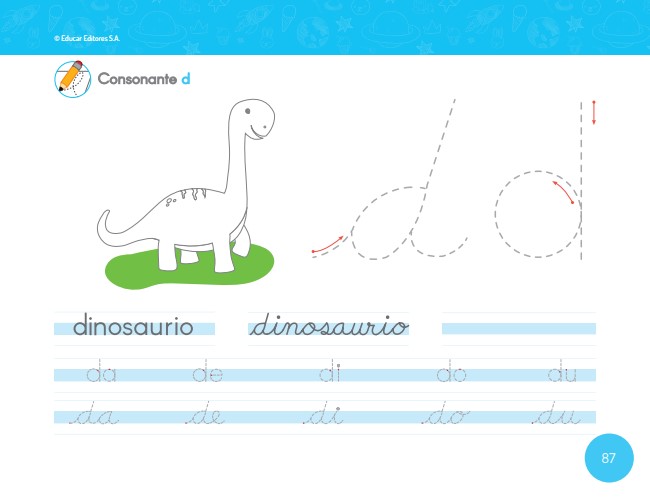 © Educar Editores S.A.
Consonante d
d d
dinosaurio dinosaurio
da de di do du
da de di do du
87